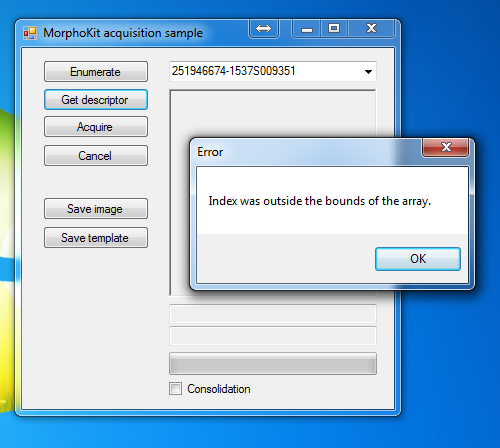 MorphoKit acquisition sample
Enumerate
251946674-1537S009351
Get descriptor
Acquire
Cancel
Save image
Save template
Consolidation
Error
Index was outside the bounds of the array.
OK